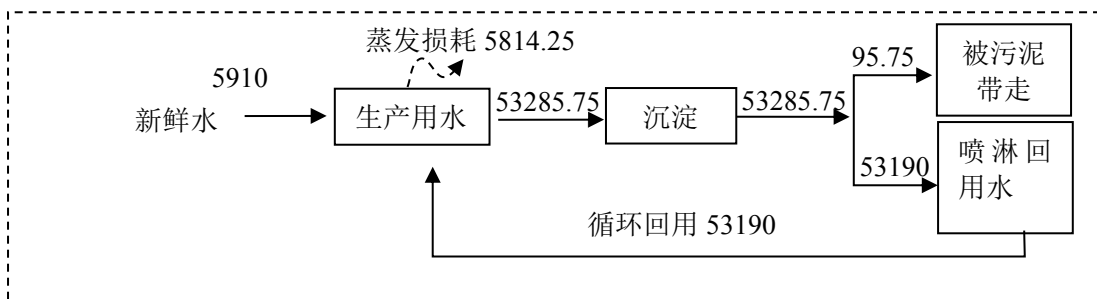 蒸发损耗 5814.25
95.75
被污泥
带走
5910
新鲜水
生产用水
53285.75
沉淀
53285.75
53190
喷淋回
用水
循环回用 53190